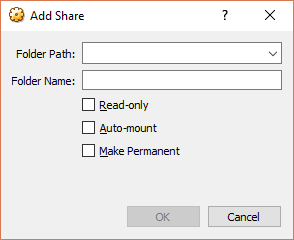 Add Share ?
Folder Path:
Folder Name:
Read-only
Auto-mount
Make Permanent
OK Cancel